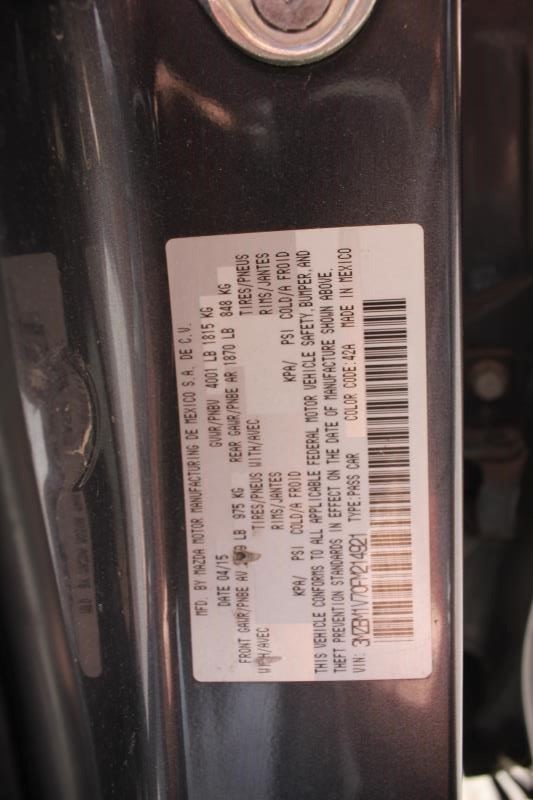 MFD. BY MAZDA MOTOR MANUFACTURING DE MEXICO S.A. DE C.V.
DATE 04/15 GVWR/PNBV 4001 LB 1815 KG
FRONT GAWR/PNBE AV LB 975 KG REAR GAWR/PNBE AR 1870 LB 848 KG
WITH/AVEC TIRES/PNEUS WITH/AVEC TIRES/PNEUS
RIMS/JANTES RIMS/JANTES
KPA/ PSI COLD/A FROID KPA/ PSI COLD/A FROID
THIS VEHICLE CONFORMS TO ALL APPLICABLE FEDERAL MOTOR VEHICLE SAFETY, BUMPER, AND
THEFT PREVENTION STANDARDS IN EFFECT ON THE DATE OF MANUFACTURE SHOWN ABOVE.
VIN: 3MZBM1V70FM214921 TYPE:PASS CAR COLOR CODE:42A MADE IN MEXICO